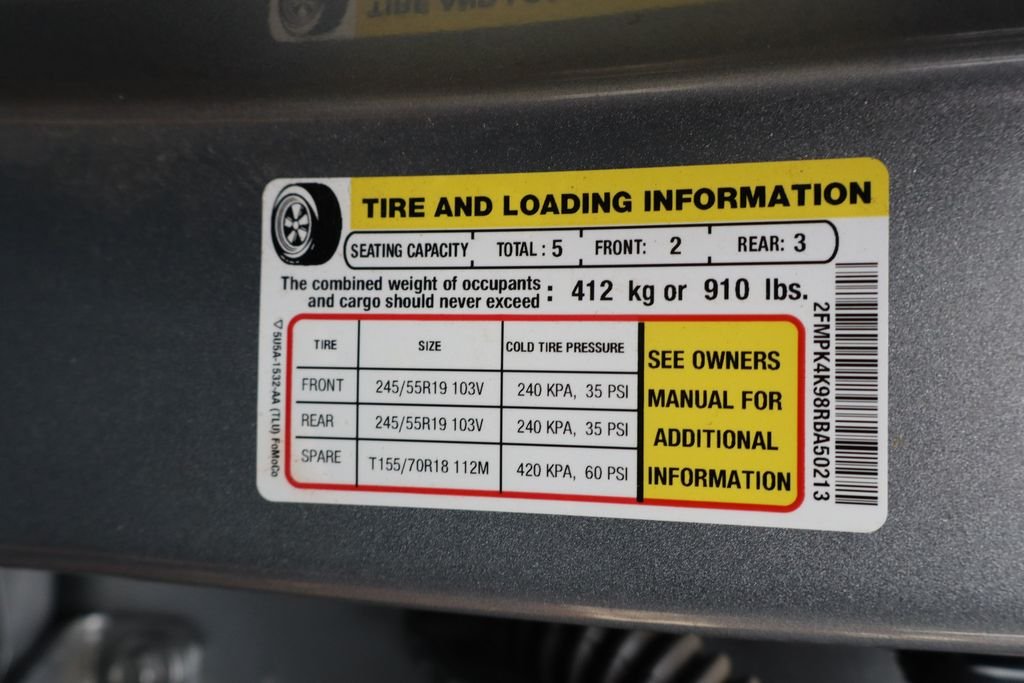 TIRE AND LOADING INFORMATION
SEATING CAPACITY TOTAL : 5 FRONT: 2 REAR: 3
The combined weight of occupants
and cargo should never exceed : 412 kg or 910 lbs.
TIRE SIZE COLD TIRE PRESSURE
FRONT 245/55R19 103V 240 KPA, 35 PSI
REAR 245/55R19 103V 240 KPA, 35 PSI
SPARE T155/70R18 112M 420 KPA, 60 PSI
SEE OWNERS
MANUAL FOR
ADDITIONAL
INFORMATION
5U5A-1532-AA (TLU) FoMoCo
2FMPK4K98RBA50213